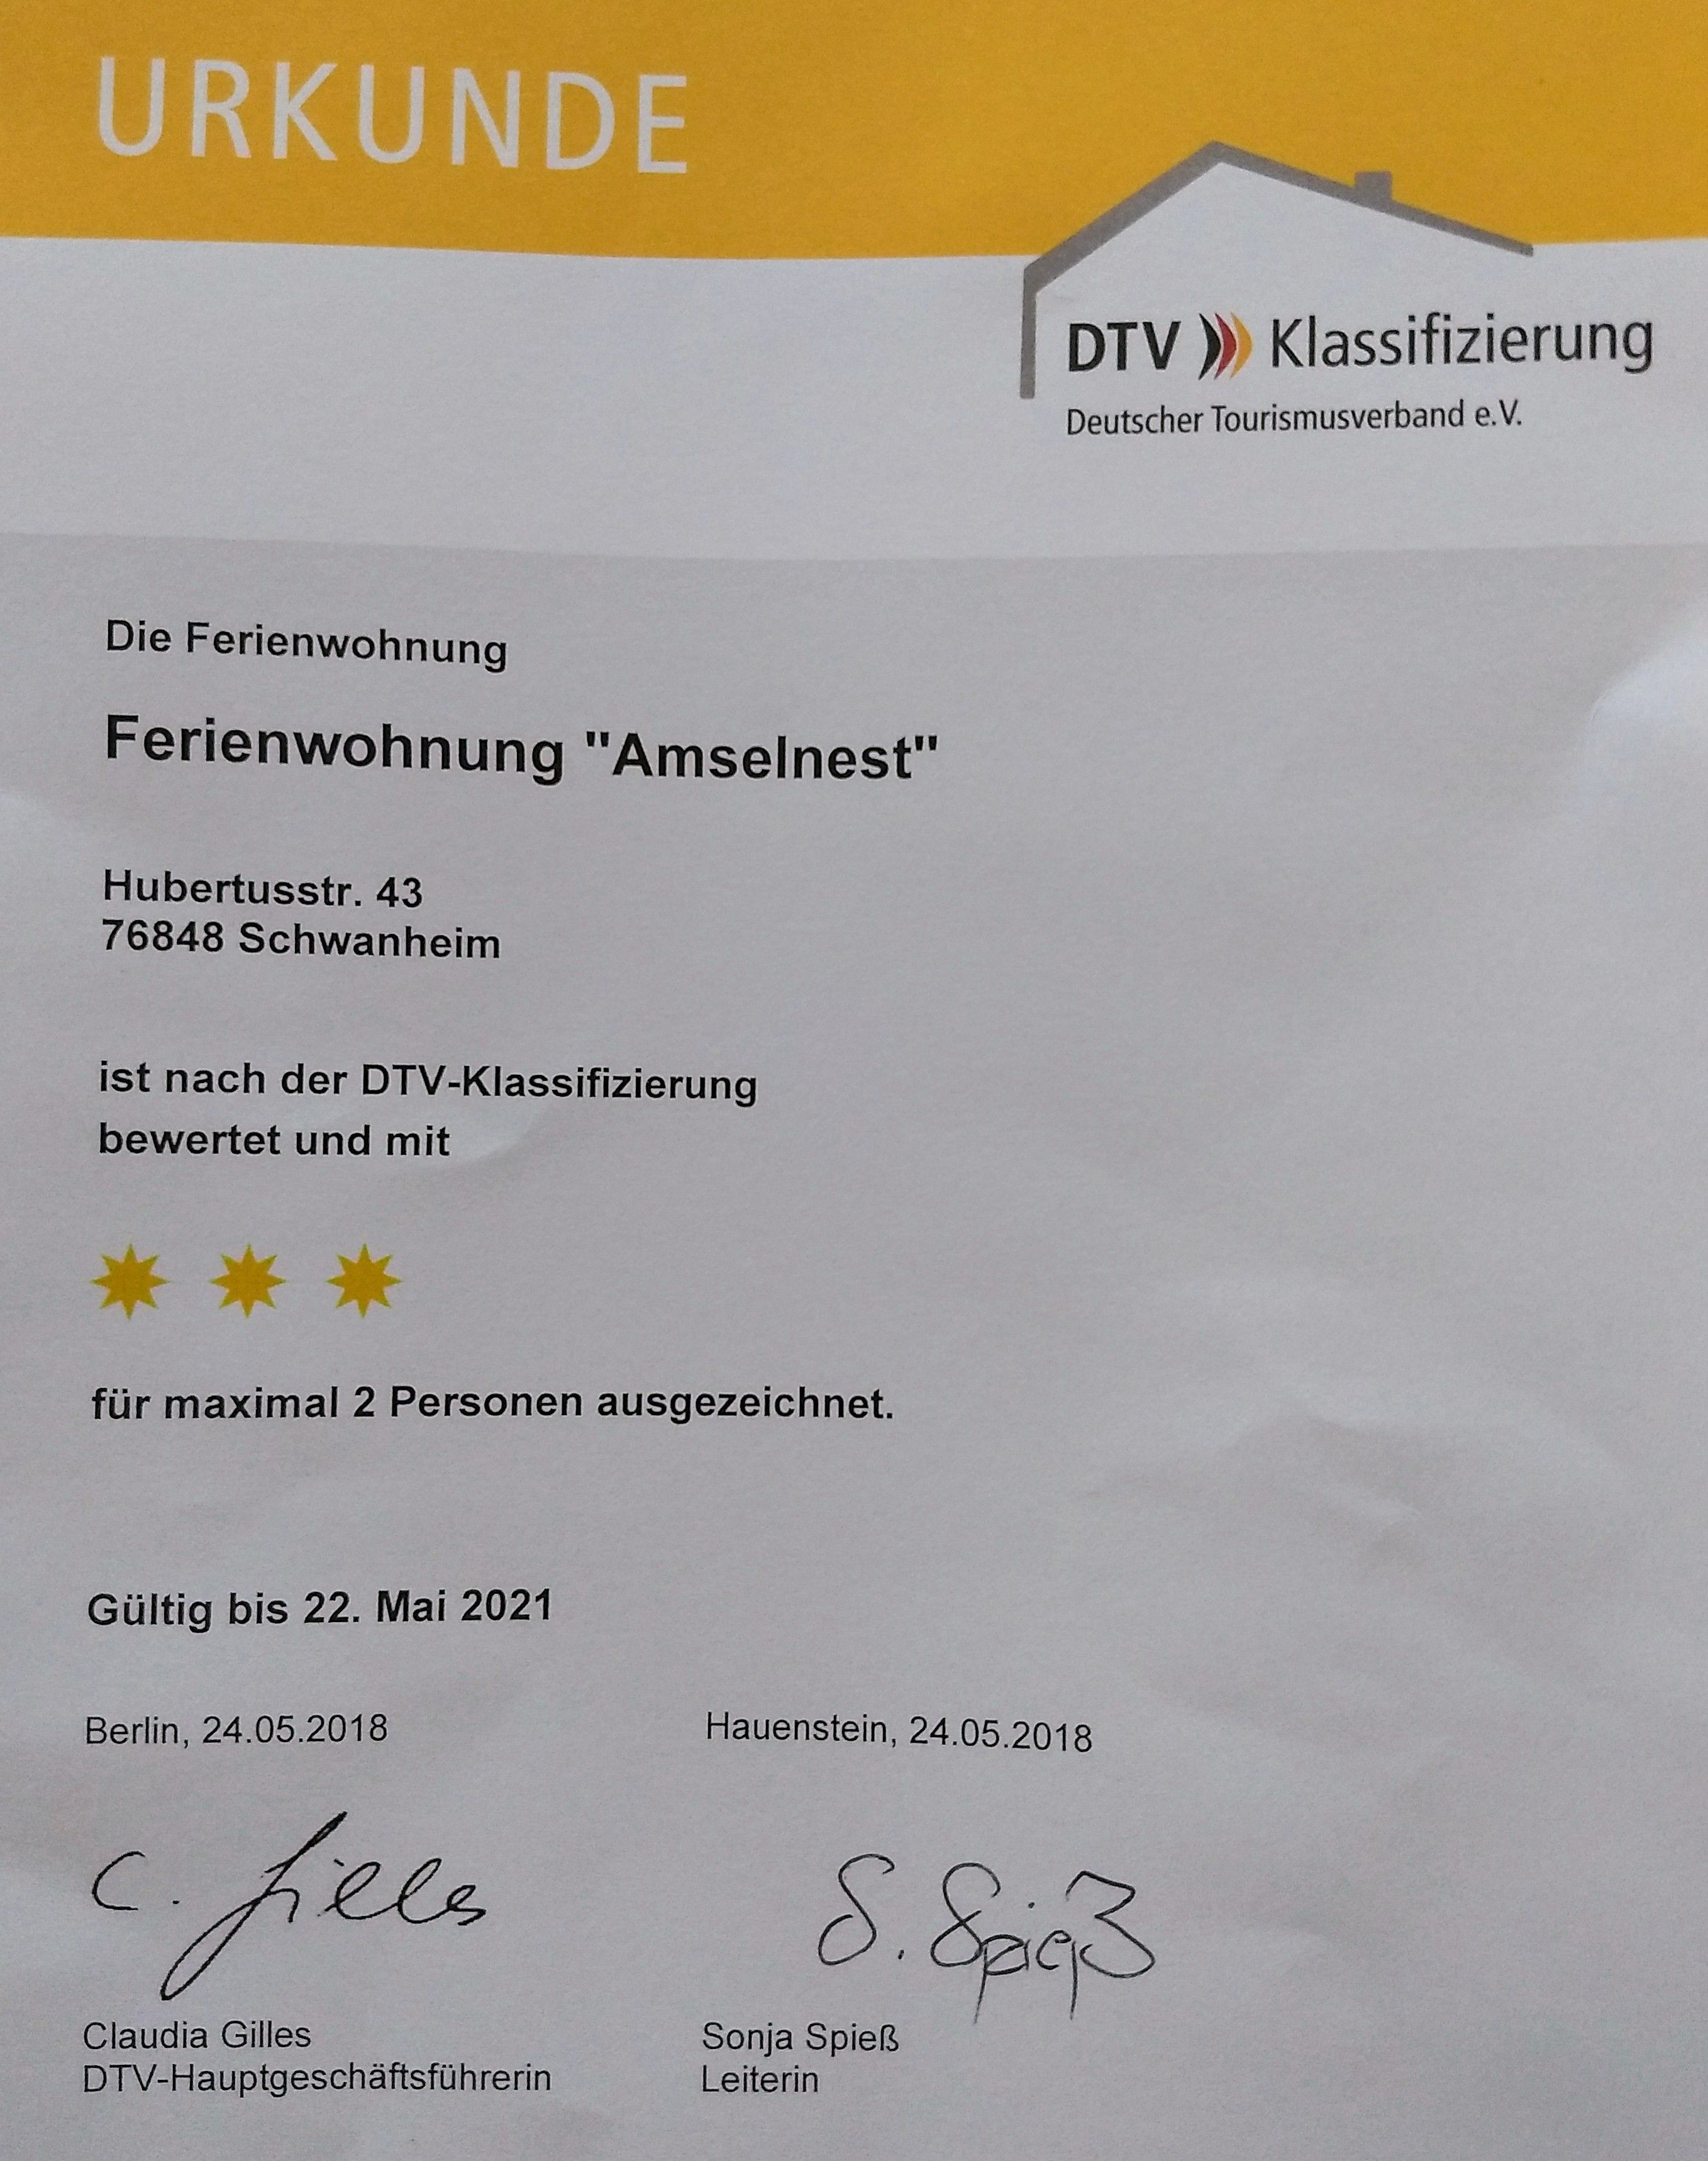 URKUNDE
DTV Klassifizierung
Deutscher Tourismusverband e.V.
Die Ferienwohnung
Ferienwohnung "Amselnest"
Hubertusstr. 43
76848 Schwanheim
ist nach der DTV-Klassifizierung
bewertet und mit
für maximal 2 Personen ausgezeichnet.
Gültig bis 22. Mai 2021
Berlin, 24.05.2018
Hauenstein, 24.05.2018
C. Gilles
S. Spieß
Claudia Gilles
DTV-Hauptgeschäftsführerin
Sonja Spieß
Leiterin